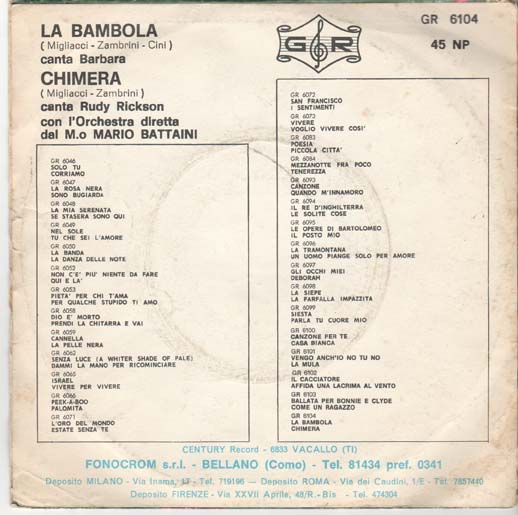 LA BAMBOLA
(Migliacci - Zambrini - Cini)
canta Barbara
CHIMERA
(Migliacci - Zambrini)
canta Rudy Rickson
con l'Orchestra diretta
dal M.o MARIO BATTAINI
GR 6046
SOLO TU
CORRIAMO
GR 6047
LA ROSA NERA
SONO BUGIARDA
GR 6048
LA MIA SERENATA
SE STASERA SONO QUI
GR 6049
NEL SOLE
TU CHE SEI L'AMORE
GR 6050
LA BANDA
LA DANZA DELLE NOTE
GR 6052
NON C'E' PIU' NIENTE DA FARE
QUI E LA'
GR 6053
PIETA' PER CHI T'AMA
PER QUALCHE STUPIDO TI AMO
GR 6058
DIO E' MORTO
PRENDI LA CHITARRA E VAI
GR 6059
CANNELLA
LA PELLE NERA
GR 6062
SENZA LUCE (A WHITER SHADE OF PALE)
DAMMI LA MANO PER RICOMINCIARE
GR 6065
ISRAEL
VIVERE PER VIVERE
GR 6066
PEEK-A-BOO
PALOMITA
GR 6071
L'ORO DEL MONDO
ESTATE SENZA TE
GR 6104
G R
45 NP
GR 6072
SAN FRANCISCO
I SENTIMENTI
GR 6073
VIVERE
VOGLIO VIVERE COSI'
GR 6083
POESIA
PICCOLA CITTA'
GR 6084
MEZZANOTTE FRA POCO
TENEREZZA
GR 6093
CANZONE
QUANDO M'INNAMORO
GR 6094
IL RE D'INGHILTERRA
LE SOLITE COSE
GR 6095
LE OPERE DI BARTOLOMEO
IL POSTO MIO
GR 6096
LA TRAMONTANA
UN UOMO PIANGE SOLO PER AMORE
GR 6097
GLI OCCHI MIEI
DEBORAH
GR 6098
LA SIEPE
LA FARFALLA IMPAZZITA
GR 6099
SIESTA
PARLA TU CUORE MIO
GR 6100
CANZONE PER TE
CASA BIANCA
GR 6101
VENGO ANCH'IO NO TU NO
LA MULA
GR 6102
IL CACCIATORE
AFFIDA UNA LACRIMA AL VENTO
GR 6103
BALLATA PER BONNIE E CLYDE
COME UN RAGAZZO
GR 6104
LA BAMBOLA
CHIMERA
CENTURY Record - 6833 VACALLO (TI)
FONOCROM s.r.l. - BELLANO (Como) - Tel. 81434 pref. 0341
Deposito MILANO - Via Inama, 17 - Tel. 719196 — Deposito ROMA - Via dei Caudini, 1/E - Tel. 7657440
Deposito FIRENZE - Via XXVII Aprile, 48/R.-Bis - Tel. 474304